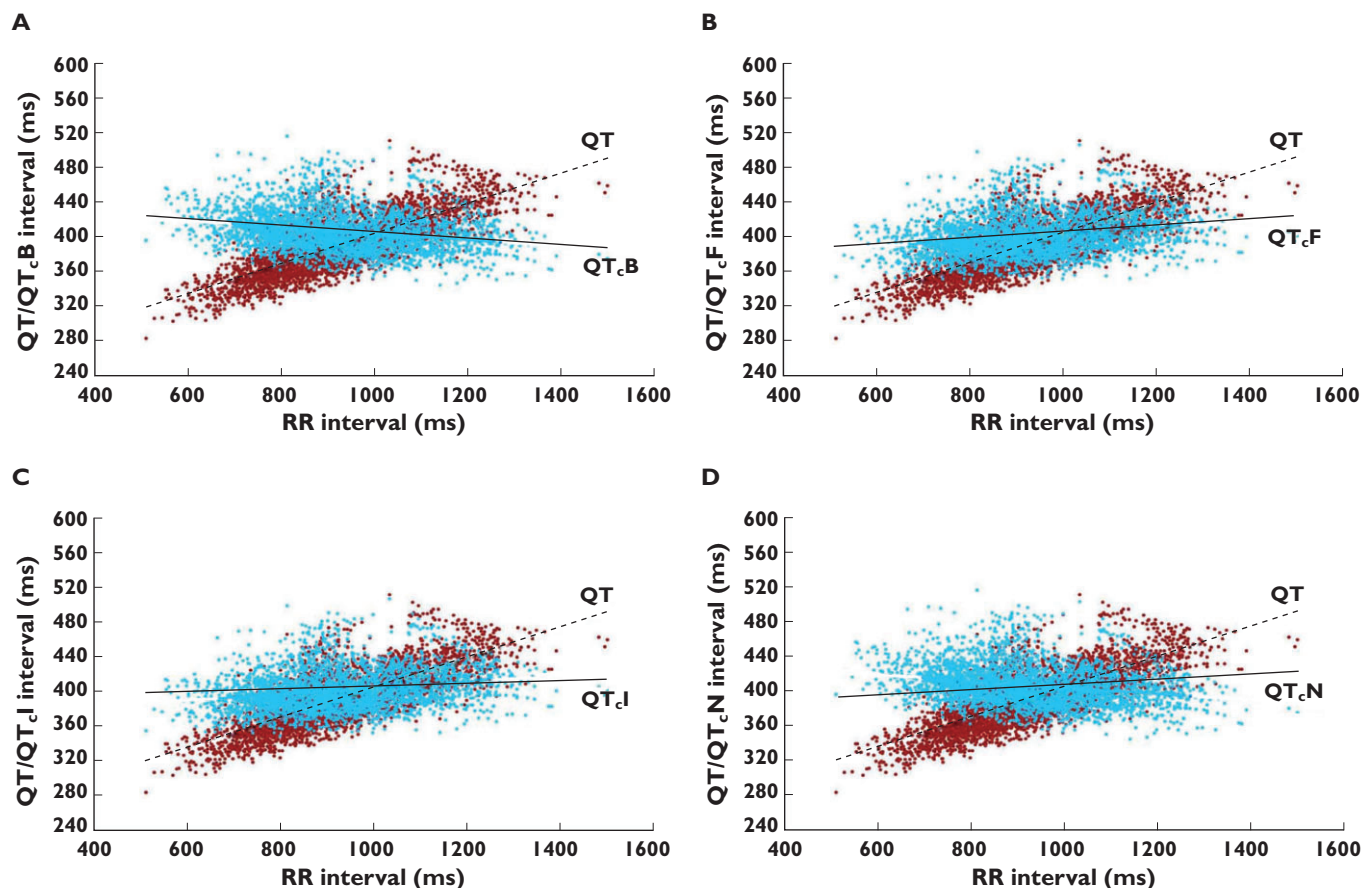 A
QT/QTcB interval (ms)
600
560
520
480
440
400
360
320
280
240
QT
QTcB
400 600 800 1000 1200 1400 1600
RR interval (ms)
B
QT/QTcF interval (ms)
600
560
520
480
440
400
360
320
280
240
QT
QTcF
400 600 800 1000 1200 1400 1600
RR interval (ms)
C
QT/QTcI interval (ms)
600
560
520
480
440
400
360
320
280
240
QT
QTcI
400 600 800 1000 1200 1400 1600
RR interval (ms)
D
QT/QTcN interval (ms)
600
560
520
480
440
400
360
320
280
240
QT
QTcN
400 600 800 1000 1200 1400 1600
RR interval (ms)